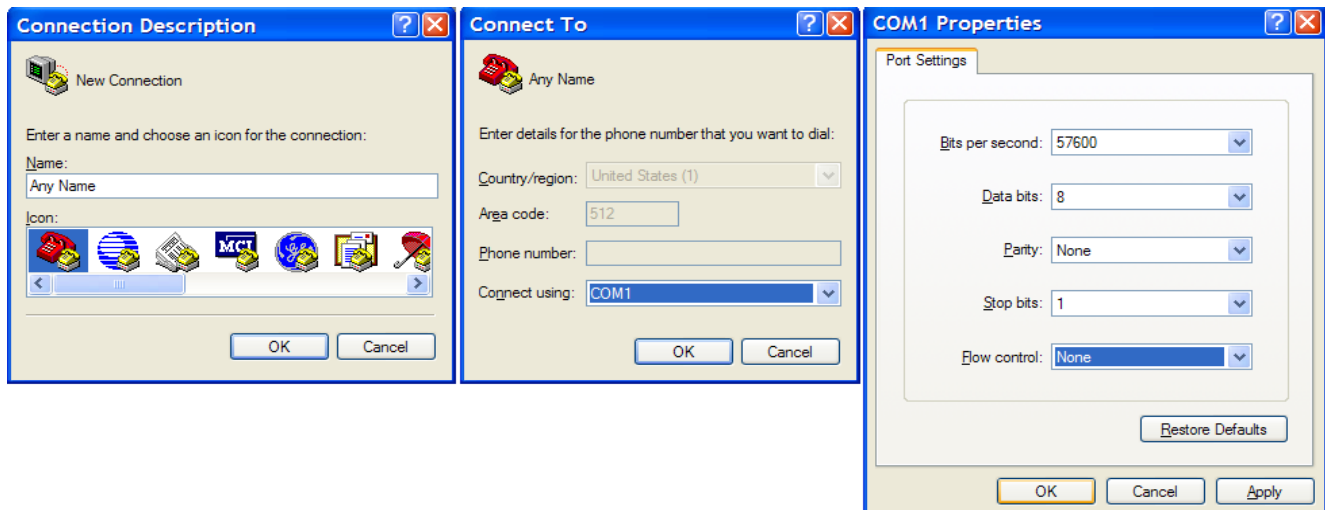 Connection Description
New Connection
Enter a name and choose an icon for the connection:
Name:
Any Name
Icon:
MCI
OK Cancel
Connect To
Any Name
Enter details for the phone number that you want to dial:
Country/region: United States (1)
Area code: 512
Phone number:
Connect using: COM1
OK Cancel
COM1 Properties
Port Settings
Bits per second: 57600
Data bits: 8
Parity: None
Stop bits: 1
Flow control: None
Restore Defaults
OK Cancel Apply